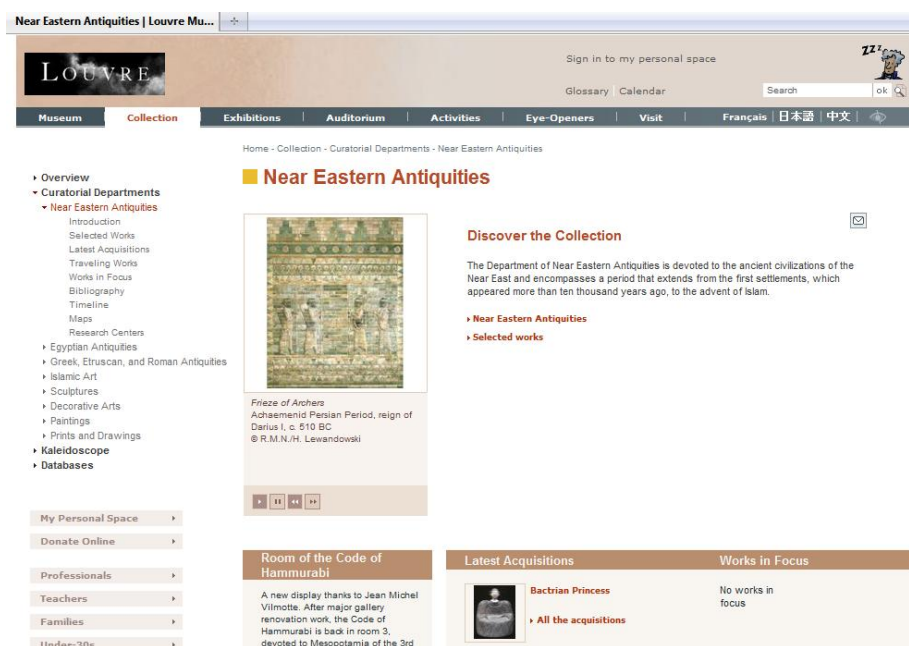 Near Eastern Antiquities | Louvre Mu...
LOUVRE
Sign in to my personal space
zzz
Glossary | Calendar
Search
ok
Museum
Collection
Exhibitions | Auditorium | Activities | Eye-Openers | Visit | Français | 日本語 | 中文 |
Home - Collection - Curatorial Departments - Near Eastern Antiquities
Overview
Curatorial Departments
Near Eastern Antiquities
Introduction
Selected Works
Latest Acquisitions
Traveling Works
Works in Focus
Bibliography
Timeline
Maps
Research Centers
Egyptian Antiquities
Greek, Etruscan, and Roman Antiquities
Islamic Art
Sculptures
Decorative Arts
Paintings
Prints and Drawings
Kaleidoscope
Databases
My Personal Space
Donate Online
Professionals
Teachers
Families
Under-30s
Near Eastern Antiquities
Frieze of Archers
Achaemenid Persian Period, reign of
Darius I, c. 510 BC
© R.M.N./H. Lewandowski
Discover the Collection
The Department of Near Eastern Antiquities is devoted to the ancient civilizations of the
Near East and encompasses a period that extends from the first settlements, which
appeared more than ten thousand years ago, to the advent of Islam.
Near Eastern Antiquities
Selected works
Room of the Code of
Hammurabi
A new display thanks to Jean Michel
Vilmotte. After major gallery
renovation work, the Code of
Hammurabi is back in room 3,
devoted to Mesopotamia of the 3rd
Latest Acquisitions
Bactrian Princess
All the acquisitions
Works in Focus
No works in
focus